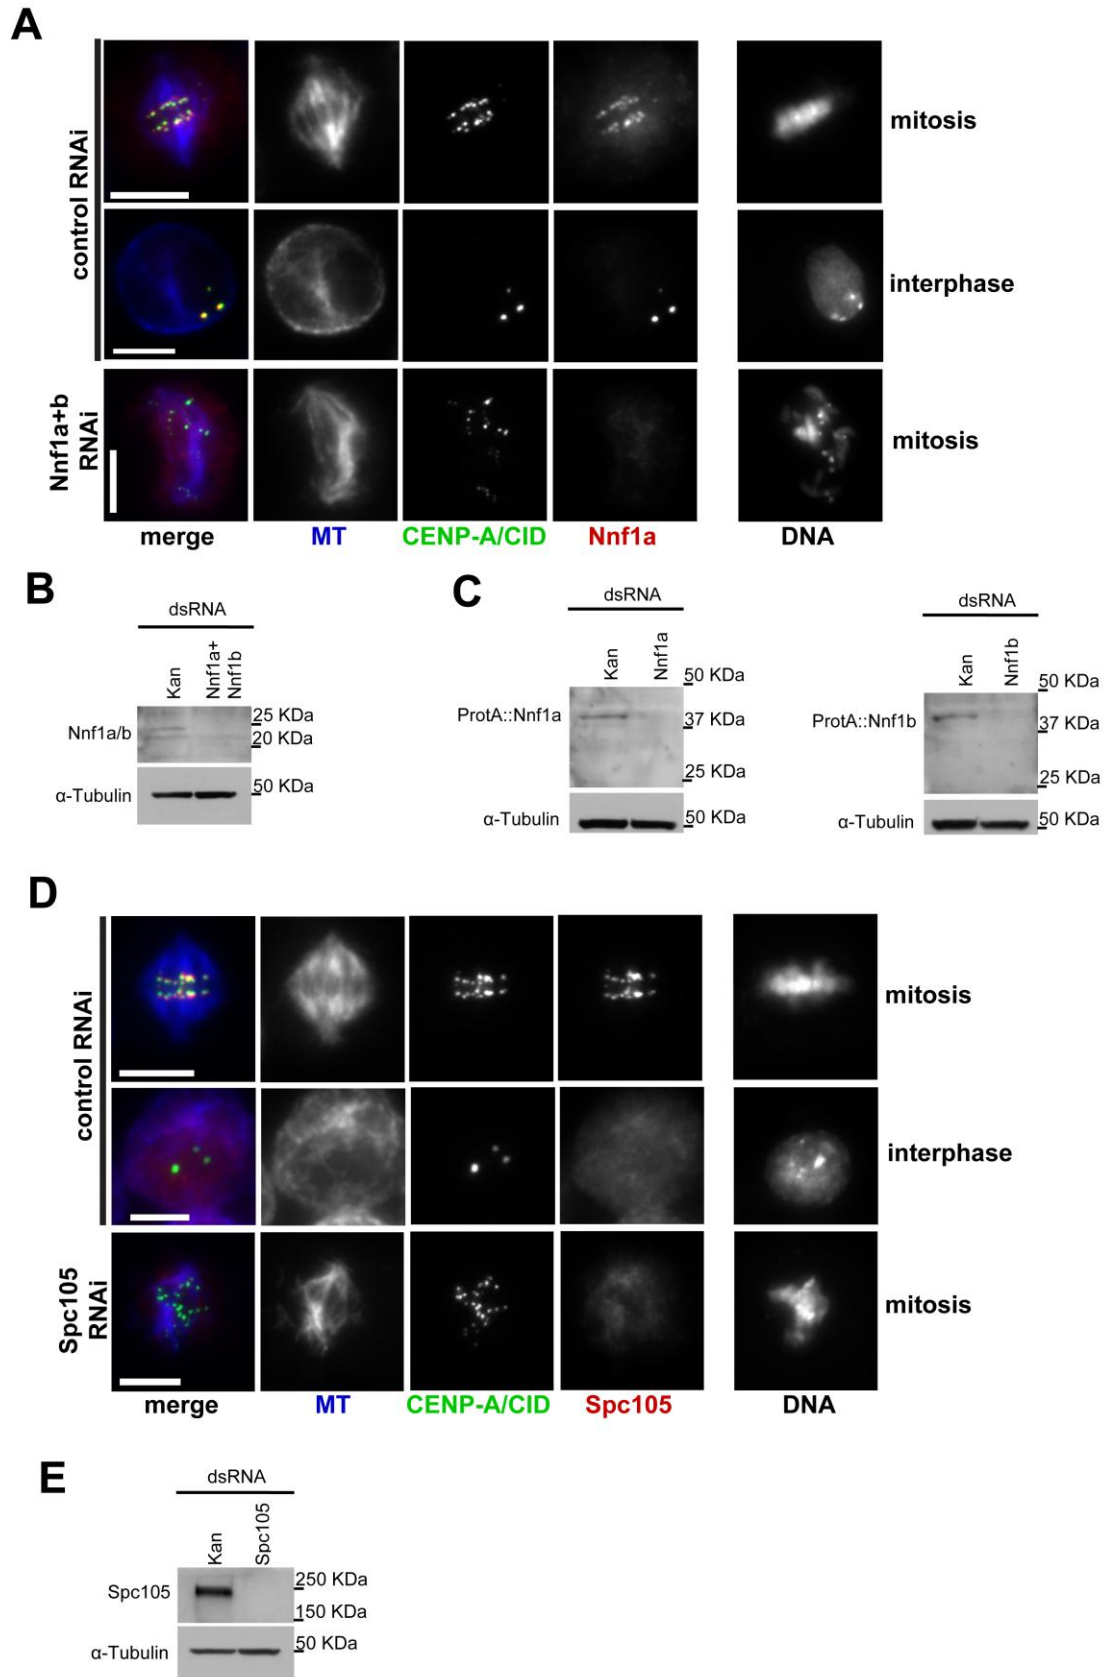 A
control RNAi
mitosis
interphase
Nnf1a+b
RNAi
mitosis
merge MT CENP-A/CID Nnf1a DNA
B
dsRNA
Kan
Nnf1a+
Nnf1b
Nnf1a/b
25 KDa
20 KDa
α-Tubulin
50 KDa
C
dsRNA
Kan
Nnf1a
50 KDa
ProtA::Nnf1a
37 KDa
25 KDa
α-Tubulin
50 KDa
dsRNA
Kan
Nnf1b
50 KDa
ProtA::Nnf1b
37 KDa
25 KDa
α-Tubulin
50 KDa
D
control RNAi
mitosis
interphase
Spc105
RNAi
mitosis
merge MT CENP-A/CID Spc105 DNA
E
dsRNA
Kan
Spc105
Spc105
250 KDa
150 KDa
α-Tubulin
50 KDa